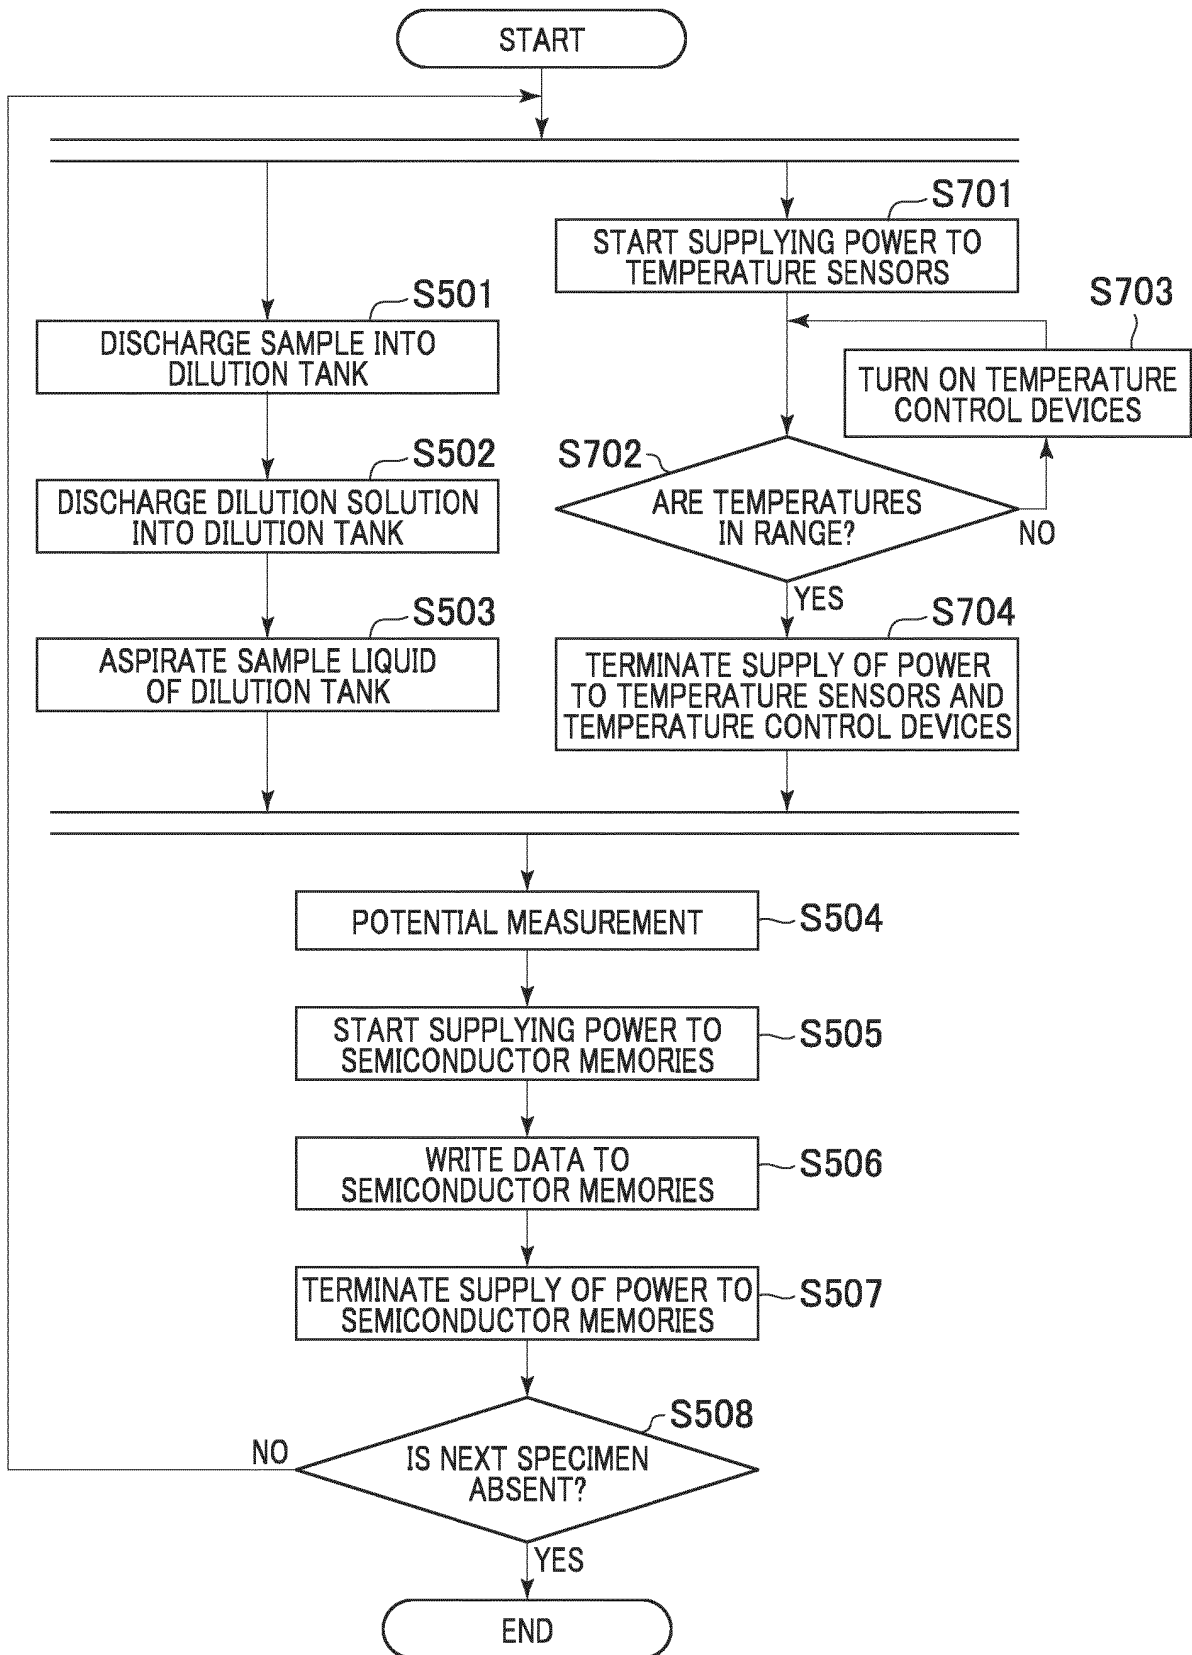 START
S701
START SUPPLYING POWER TO
TEMPERATURE SENSORS
S703
TURN ON TEMPERATURE
CONTROL DEVICES
S501
DISCHARGE SAMPLE INTO
DILUTION TANK
S502
DISCHARGE DILUTION SOLUTION
INTO DILUTION TANK
S702
ARE TEMPERATURES
IN RANGE?
NO
YES
S503
ASPIRATE SAMPLE LIQUID
OF DILUTION TANK
S704
TERMINATE SUPPLY OF POWER
TO TEMPERATURE SENSORS AND
TEMPERATURE CONTROL DEVICES
POTENTIAL MEASUREMENT
S504
START SUPPLYING POWER TO
SEMICONDUCTOR MEMORIES
S505
WRITE DATA TO
SEMICONDUCTOR MEMORIES
S506
TERMINATE SUPPLY OF POWER TO
SEMICONDUCTOR MEMORIES
S507
S508
NO
IS NEXT SPECIMEN
ABSENT?
YES
END